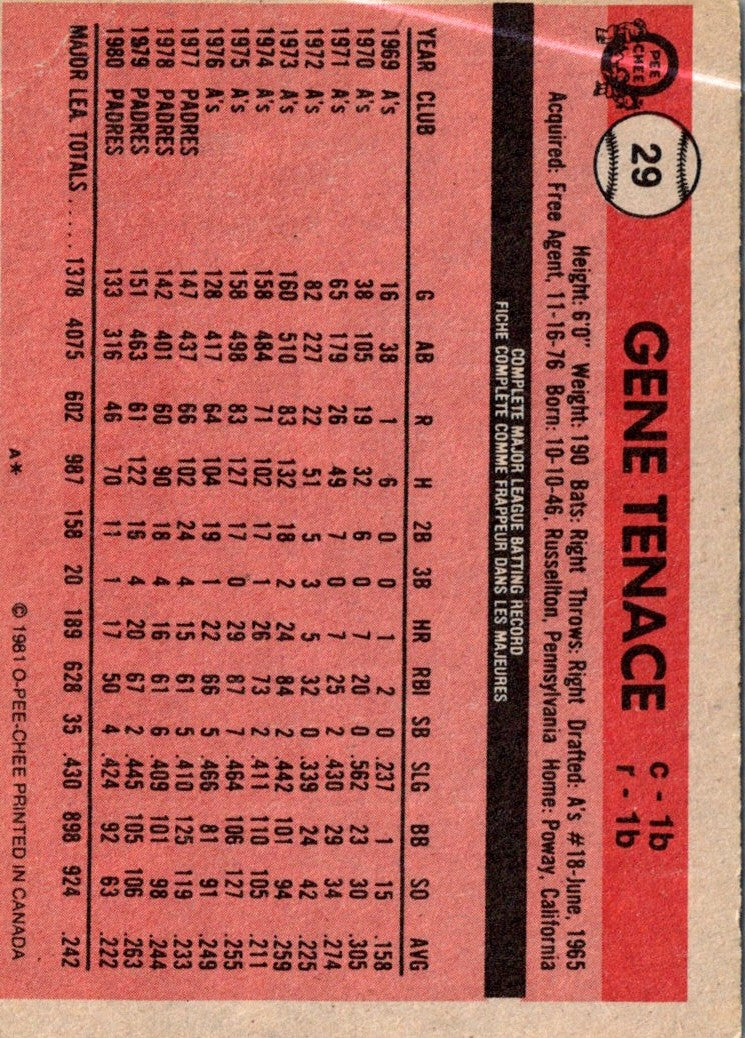 O PEE CHEE
29
GENE TENACE
c - 1b
r - 1b
Height: 6'0" Weight: 190 Bats: Right Throws: Right Drafted: A's #18-June, 1965
Acquired: Free Agent, 11-16-76 Born: 10-10-46, Russellton, Pennsylvania Home: Poway, California
COMPLETE MAJOR LEAGUE BATTING RECORD
FICHE COMPLETE COMME FRAPPEUR DANS LES MAJEURES
YEAR CLUB G AB R H 2B 3B HR RBI SB SLG BB SO AVG
1969 A's 16 38 1 6 0 0 1 2 0 .237 1 15 .158
1970 A's 38 105 19 32 6 0 7 20 0 .562 23 30 .305
1971 A's 65 179 26 49 7 0 7 25 2 .430 29 34 .274
1972 A's 82 227 22 51 5 3 5 32 0 .339 24 42 .225
1973 A's 160 510 83 132 18 2 24 84 2 .442 101 94 .259
1974 A's 158 484 71 102 17 1 26 73 2 .411 110 105 .211
1975 A's 158 498 83 127 17 0 29 87 7 .464 106 127 .255
1976 A's 128 417 64 104 19 1 22 66 5 .466 81 91 .249
1977 PADRES 147 437 66 102 24 4 15 61 5 .410 125 119 .233
1978 PADRES 142 401 60 90 18 4 16 61 6 .409 101 98 .244
1979 PADRES 151 463 61 122 16 4 20 67 2 .445 105 106 .263
1980 PADRES 133 316 46 70 11 1 17 50 4 .424 92 63 .222
MAJOR LEA. TOTALS ..... 1378 4075 602 987 158 20 189 628 35 .430 898 924 .242
A* © 1981 O-PEE-CHEE PRINTED IN CANADA